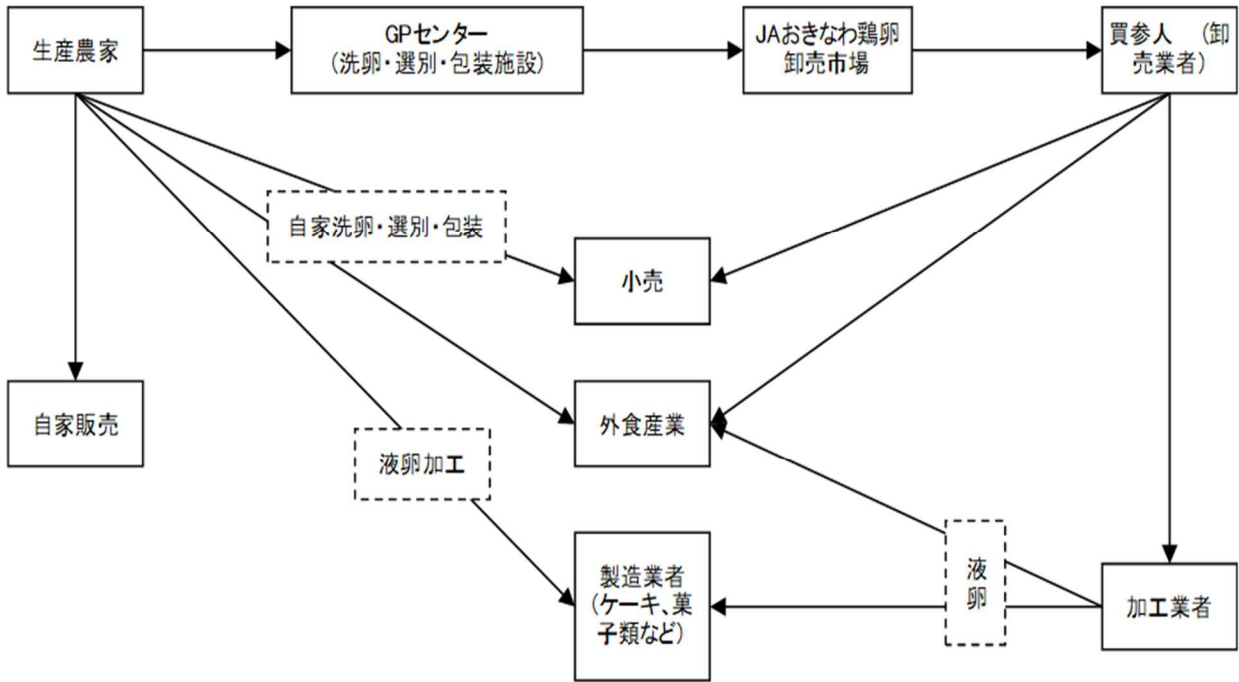 生産農家
GPセンター
(洗卵・選別・包装施設)
JAおきなわ鶏卵
卸売市場
買参人　(卸
売業者)
自家洗卵・選別・包装
小売
自家販売
外食産業
液卵加工
製造業者
(ケーキ、菓
子類など)
液
卵
加工業者